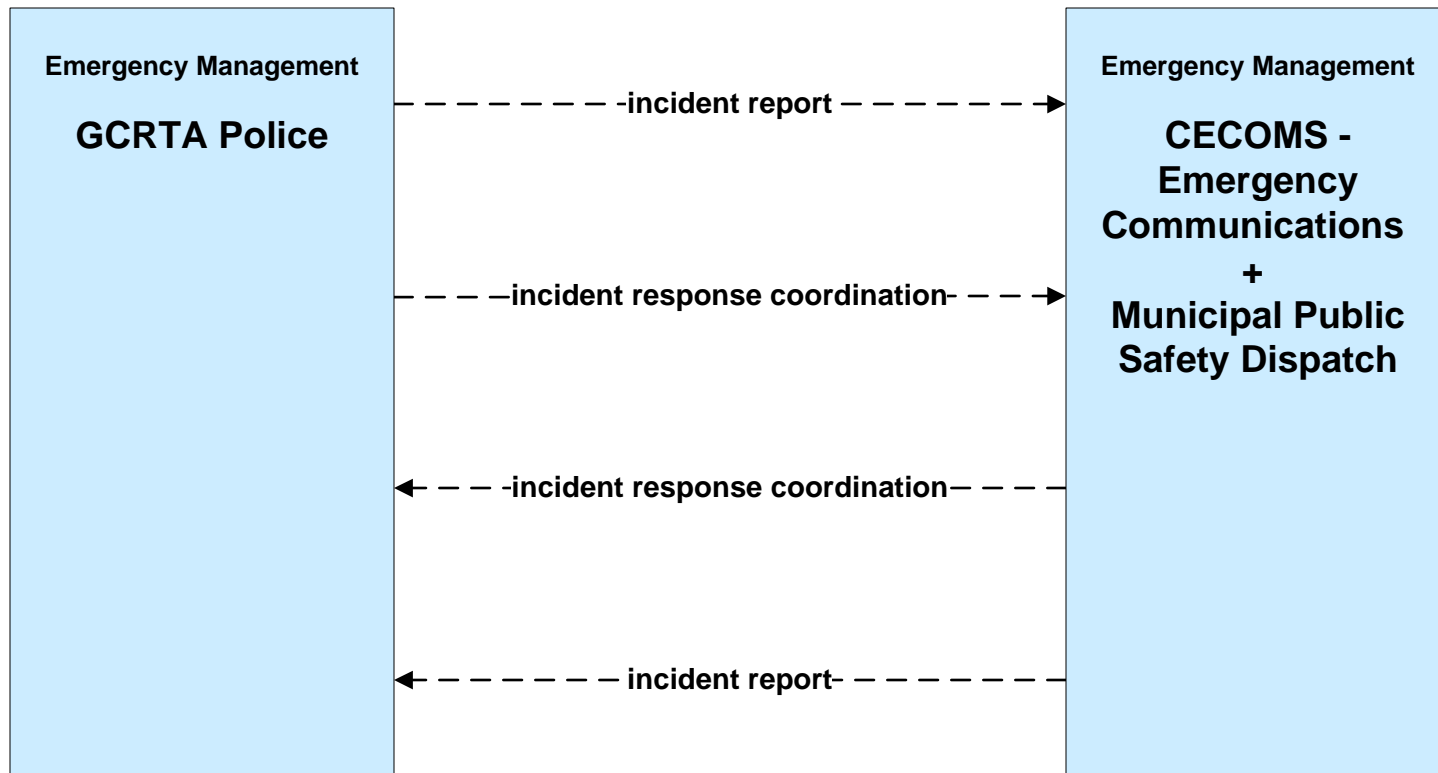 Emergency Management
GCRTA Police
incident report
incident response coordination
incident response coordination
incident report
Emergency Management
CECOMS -
Emergency
Communications
+
Municipal Public
Safety Dispatch